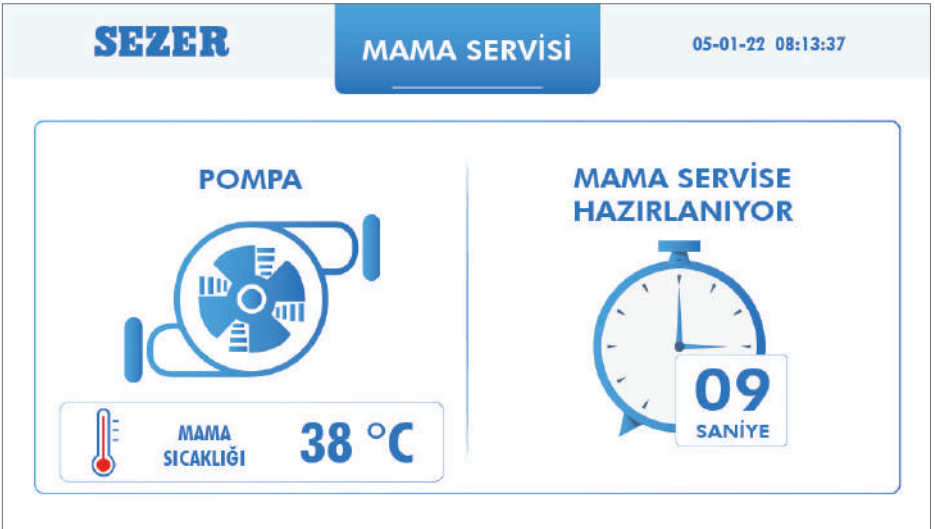 SEZER
MAMA SERVİSİ
05-01-22 08:13:37
POMPA
MAMA
SICAKLIĞI
38 °C
MAMA SERVİSE
HAZIRLANIYOR
09
SANİYE